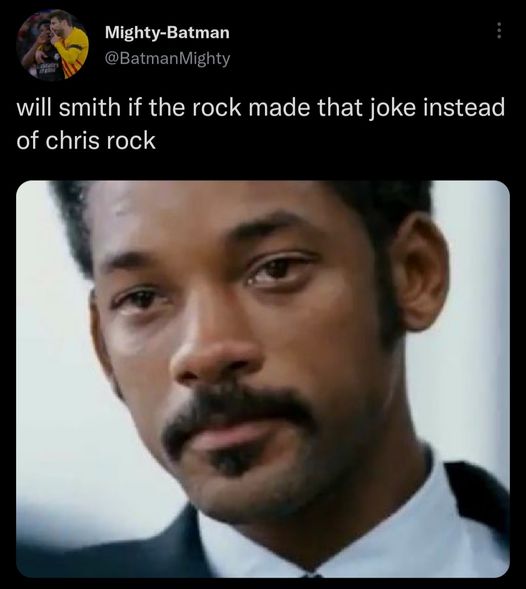 Mighty-Batman
@BatmanMighty
will smith if the rock made that joke instead
of chris rock